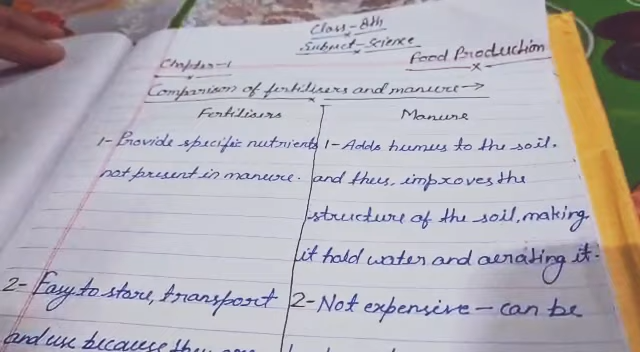 Class-8th
Subject-Science
Chapter-1
Food Production
Comparison of fertilisers and manure→
Fertilisers
Manure
1- Provide specific nutrients
not present in manure.
1- Adds humus to the soil.
and thus, improves the
structure of the soil, making
it hold water and aerating it.
2- Easy to store, transport
and use because they are
2- Not expensive - can be